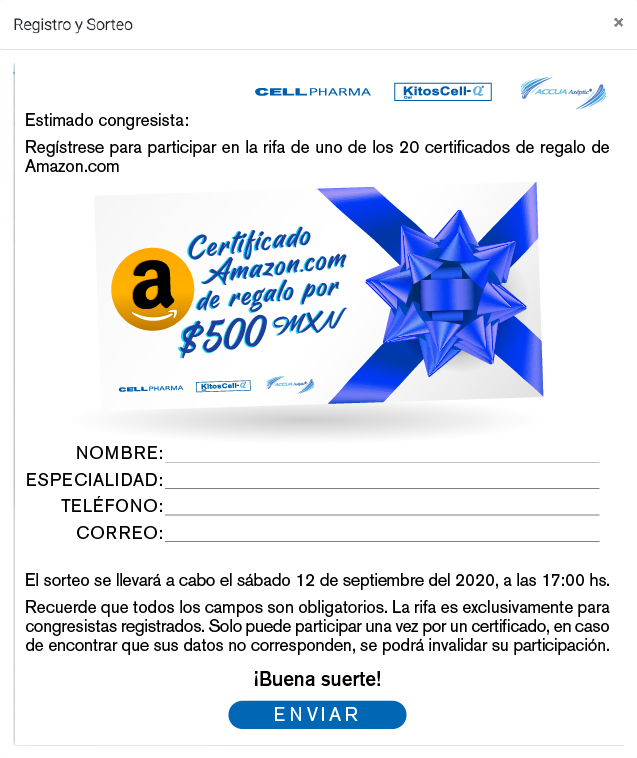 Registro y Sorteo
×
CELLPHARMA KitosCell-Q Gel ACCUA Aséptic
Estimado congresista:
Regístrese para participar en la rifa de uno de los 20 certificados de regalo de
Amazon.com
Certificado
Amazon.com
de regalo por
$500 MXN
a
CELLPHARMA KitosCell-Q ACCUA Aséptic
NOMBRE:
ESPECIALIDAD:
TELÉFONO:
CORREO:
El sorteo se llevará a cabo el sábado 12 de septiembre del 2020, a las 17:00 hs.
Recuerde que todos los campos son obligatorios. La rifa es exclusivamente para
congresistas registrados. Solo puede participar una vez por un certificado, en caso
de encontrar que sus datos no corresponden, se podrá invalidar su participación.
¡Buena suerte!
ENVIAR